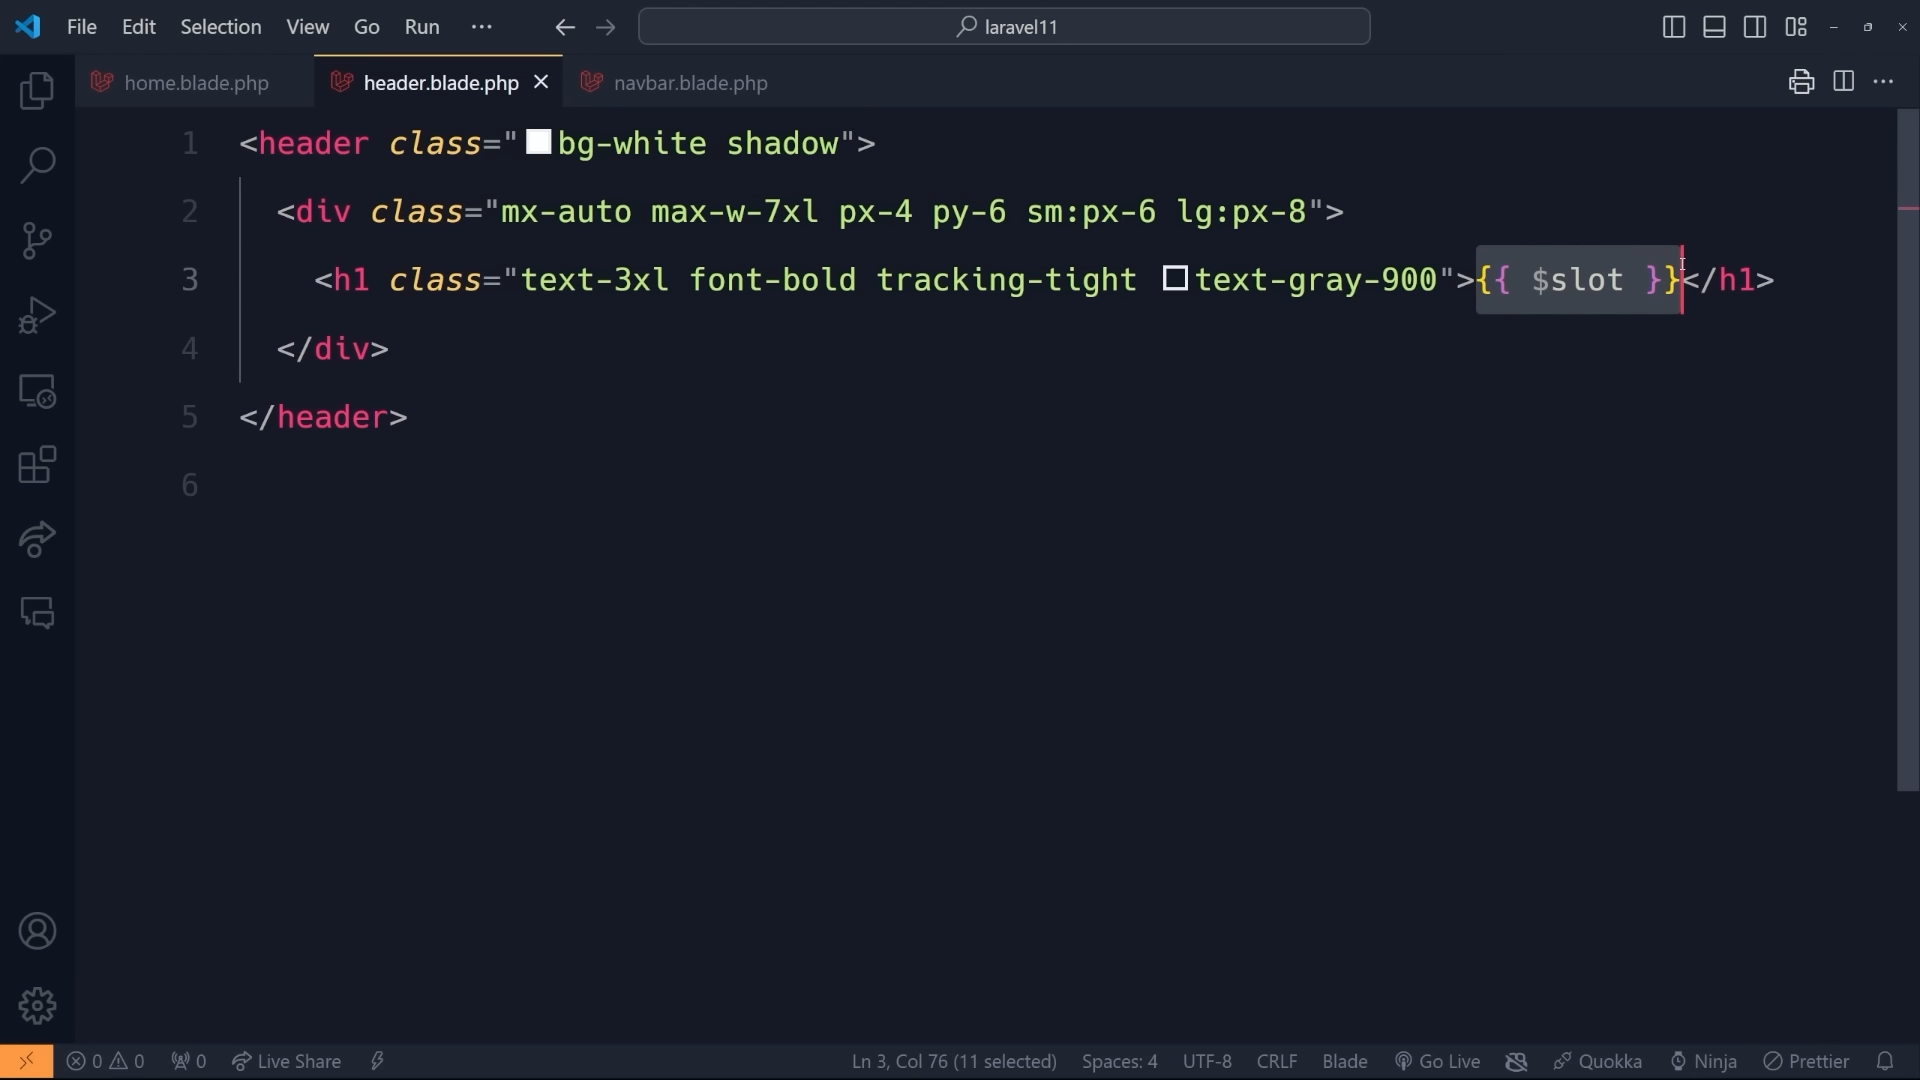 File Edit Selection View Go Run ··· laravel11
home.blade.php header.blade.php navbar.blade.php
1 <header class="bg-white shadow">
2 <div class="mx-auto max-w-7xl px-4 py-6 sm:px-6 lg:px-8">
3 <h1 class="text-3xl font-bold tracking-tight text-gray-900">{{ $slot }}</h1>
4 </div>
5 </header>
6
0 0 0 Live Share Ln 3, Col 76 (11 selected) Spaces: 4 UTF-8 CRLF Blade Go Live Quokka Ninja Prettier